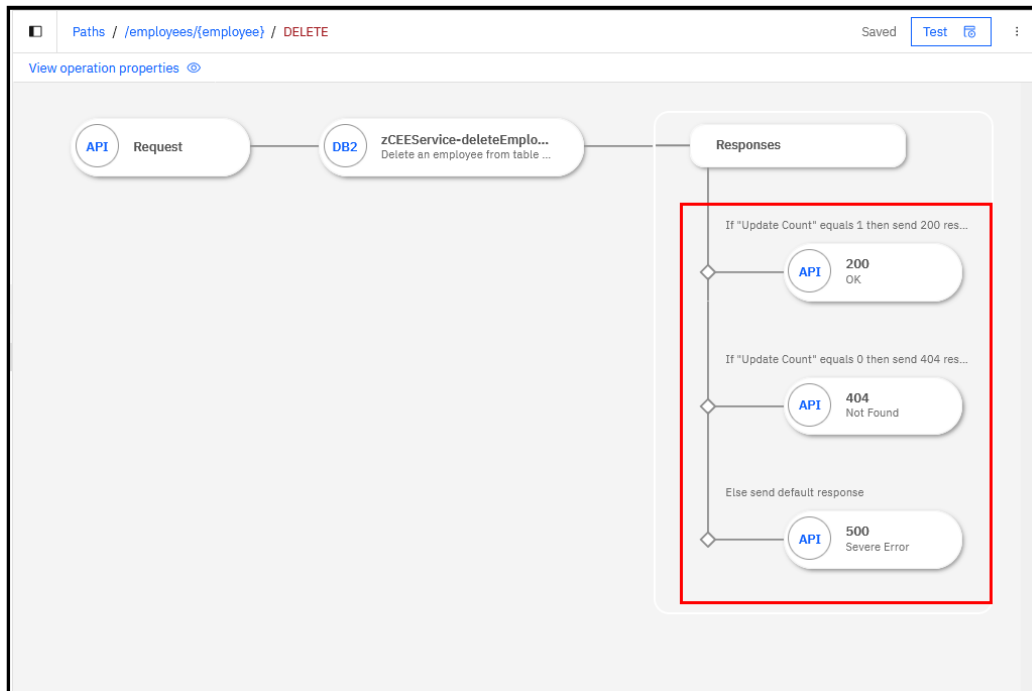 Paths / /employees/{employee} / DELETE
Saved
Test
View operation properties
API
Request
DB2
zCEEService-deleteEmplo...
Delete an employee from table ...
Responses
If "Update Count" equals 1 then send 200 res...
API
200
OK
If "Update Count" equals 0 then send 404 res...
API
404
Not Found
Else send default response
API
500
Severe Error